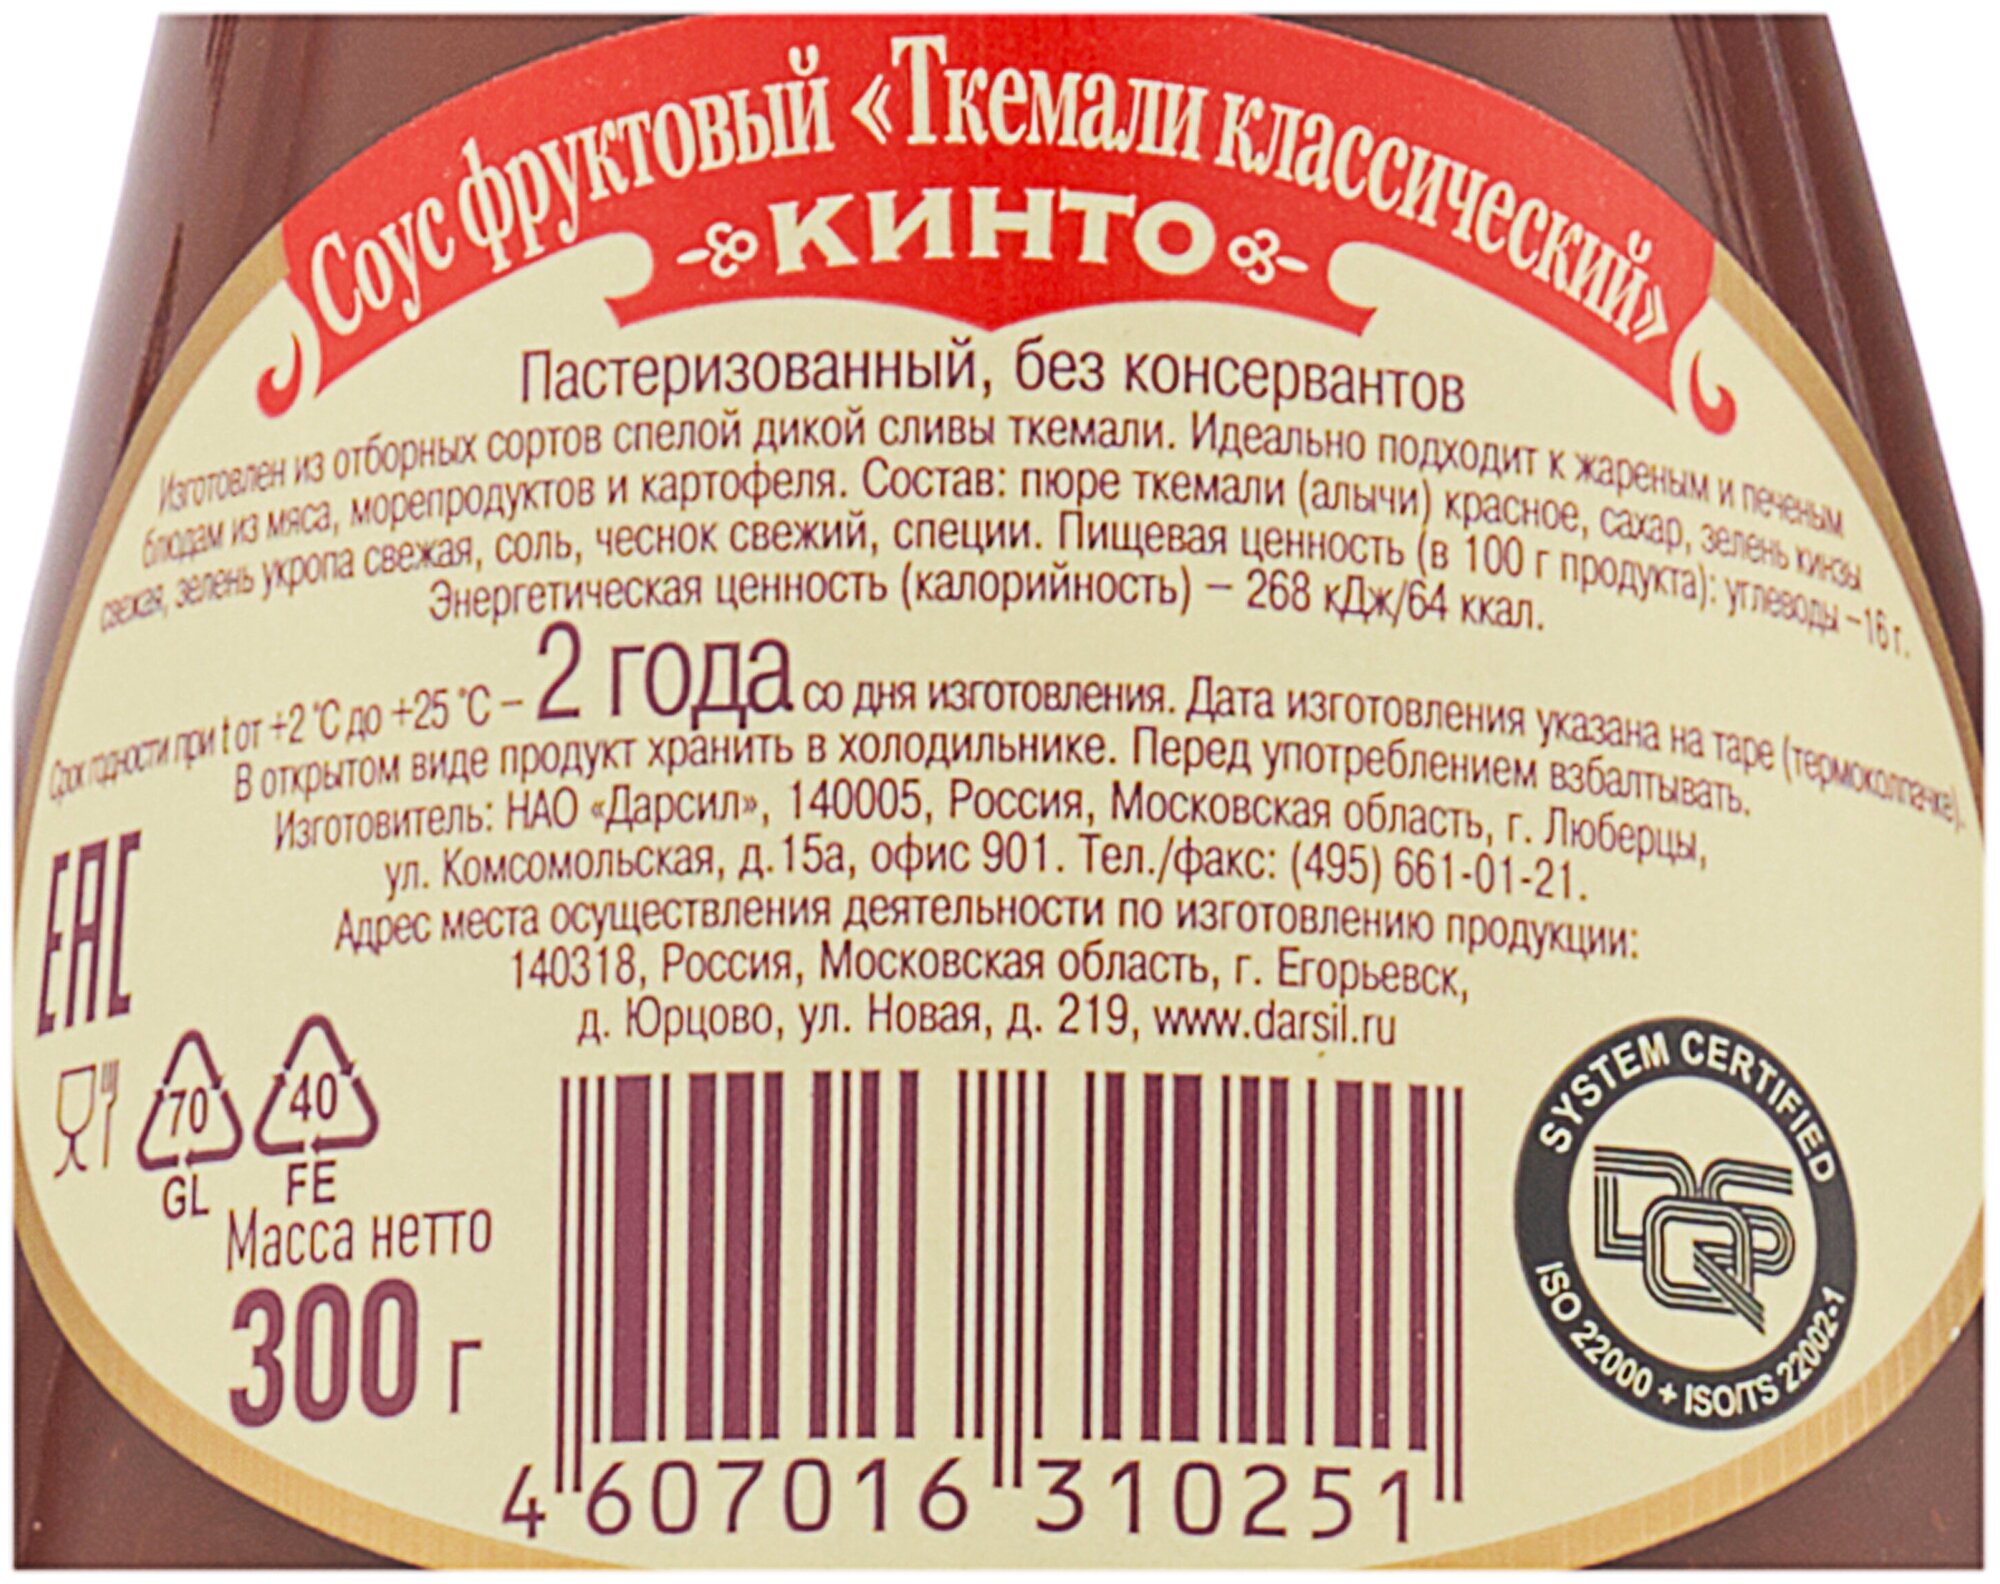 Соус фруктовый «Ткемали классический»
КИНТО
Пастеризованный, без консервантов
Изготовлен из отборных сортов спелой дикой сливы ткемали. Идеально подходит к жареным и печеным
блюдам из мяса, морепродуктов и картофеля. Состав: пюре ткемали (алычи) красное, сахар, зелень кинзы
свежая, зелень укропа свежая, соль, чеснок свежий, специи. Пищевая ценность (в 100 г продукта): углеводы –16 г.
Энергетическая ценность (калорийность) – 268 кДж/64 ккал.
Срок годности при t от +2 °С до +25 °С – 2 года со дня изготовления. Дата изготовления указана на таре (термоколпачке).
В открытом виде продукт хранить в холодильнике. Перед употреблением взбалтывать.
Изготовитель: НАО «Дарсил», 140005, Россия, Московская область, г. Люберцы,
ул. Комсомольская, д.15а, офис 901. Тел./факс: (495) 661-01-21.
Адрес места осуществления деятельности по изготовлению продукции:
140318, Россия, Московская область, г. Егорьевск,
д. Юрцово, ул. Новая, д. 219, www.darsil.ru
EAC
70
GL
40
FE
Масса нетто
300 г
4 607016 310251
SYSTEM CERTIFIED
DQS
ISO 22000 + ISO/TS 22002-1